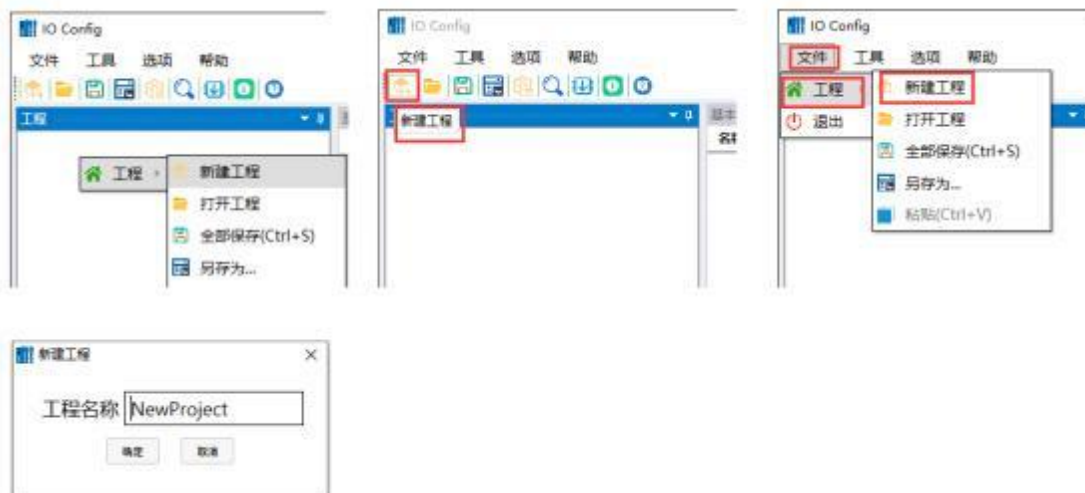 IO Config
文件 工具 选项 帮助
工程
工程
新建工程
打开工程
全部保存(Ctrl+S)
另存为...
IO Config
文件 工具 选项 帮助
新建工程
基本
名称
IO Config
文件 工具 选项 帮助
工程
退出
新建工程
打开工程
全部保存(Ctrl+S)
另存为...
粘贴(Ctrl+V)
新建工程
工程名称 NewProject
确定 取消